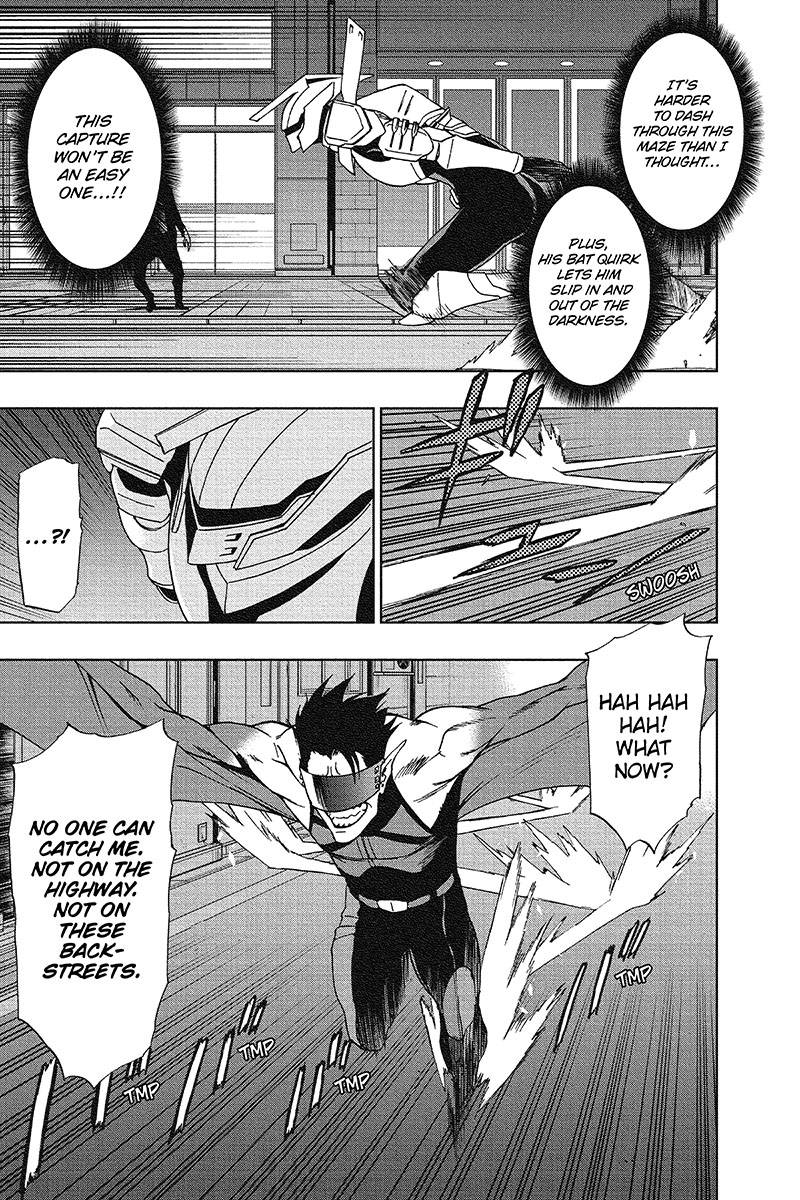 IT'S
HARDER
TO DASH
THROUGH THIS
MAZE THAN I
THOUGHT...
PLUS,
HIS BAT QUIRK
LETS HIM
SLIP IN AND
OUT OF THE
DARKNESS.
THIS
CAPTURE
WON'T BE
AN EASY
ONE...!!
SWOOSH
...?!
HAH HAH
HAH!
WHAT
NOW?
NO ONE CAN
CATCH ME.
NOT ON THE
HIGHWAY.
NOT ON
THESE
BACK-
STREETS.
TMP
TMP
TMP
TMP